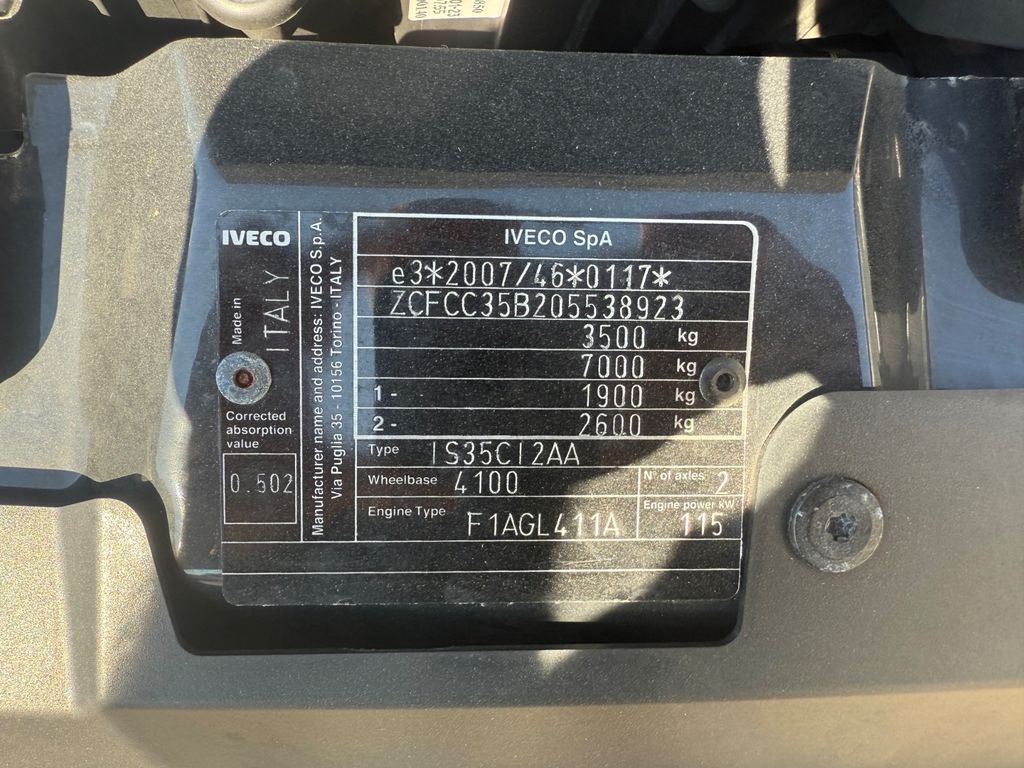 IVECO
Made in ITALY
Corrected
absorption
value
0.502
Manufacturer name and address: IVECO S.p.A.
Via Puglia 35 - 10156 Torino - ITALY
IVECO SpA
e3*2007/46*0117*
ZCFCC35B205538923
3500 kg
7000 kg
1- 1900 kg
2- 2600 kg
Type IS35CI2AA
Wheelbase 4100
N° of axles 2
Engine Type F1AGL411A
Engine power kW 115